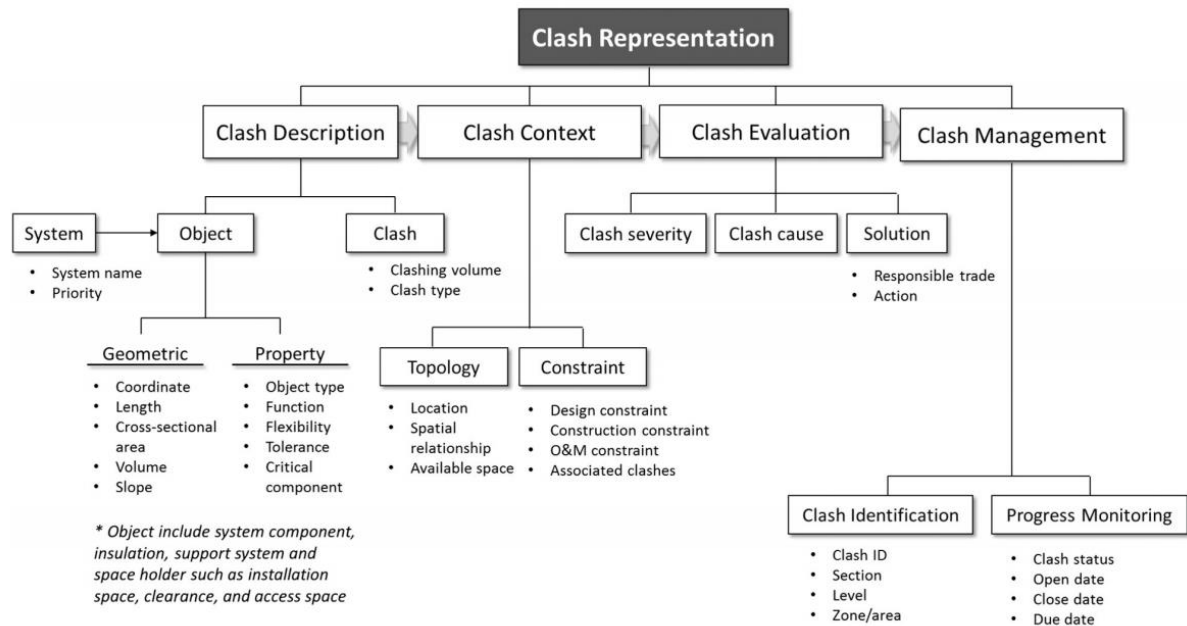 Clash Representation
Clash Description
Clash Context
Clash Evaluation
Clash Management
System
Object
Clash
• System name
• Priority
• Clashing volume
• Clash type
Clash severity
Clash cause
Solution
• Responsible trade
• Action
Geometric
• Coordinate
• Length
• Cross-sectional
area
• Volume
• Slope
Property
• Object type
• Function
• Flexibility
• Tolerance
• Critical
component
Topology
• Location
• Spatial
relationship
• Available space
Constraint
• Design constraint
• Construction constraint
• O&M constraint
• Associated clashes
* Object include system component,
insulation, support system and
space holder such as installation
space, clearance, and access space
Clash Identification
• Clash ID
• Section
• Level
• Zone/area
Progress Monitoring
• Clash status
• Open date
• Close date
• Due date